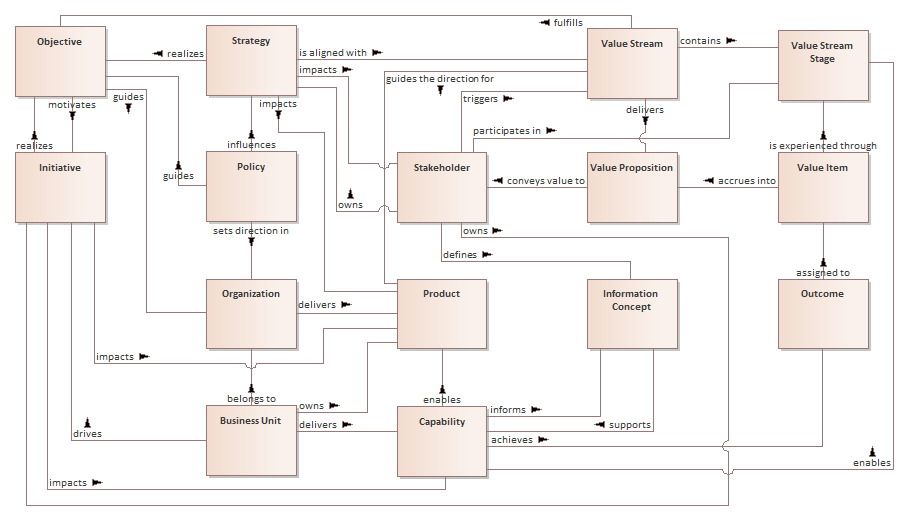 fulfills
Objective
Strategy
Value Stream
Value Stream
Stage
realizes
is aligned with
contains
impacts
guides the direction for
motivates
guides
impacts
triggers
delivers
participates in
realizes
influences
is experienced through
Initiative
Policy
Stakeholder
Value Proposition
Value Item
guides
conveys value to
accrues into
owns
sets direction in
owns
defines
assigned to
Organization
Product
Information
Concept
Outcome
delivers
impacts
belongs to
enables
Business Unit
owns
Capability
informs
delivers
supports
drives
achieves
enables
impacts